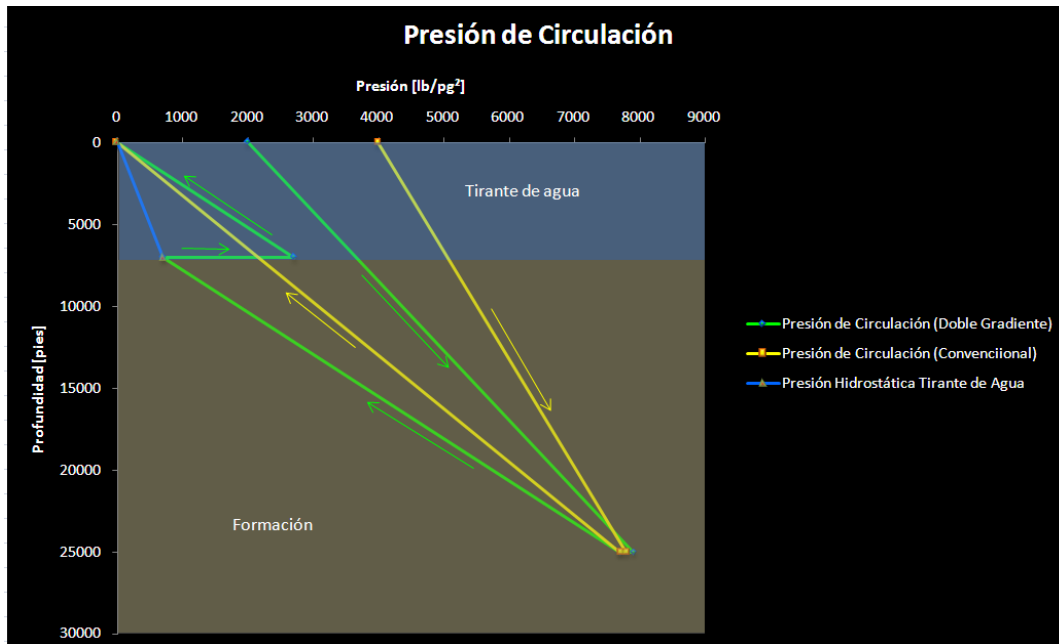 Presión de Circulación
Presión [lb/pg²]
0 1000 2000 3000 4000 5000 6000 7000 8000 9000
0
5000
10000
15000
20000
25000
30000
Profundidad [pies]
Tirante de agua
Formación
Presión de Circulación (Doble Gradiente)
Presión de Circulación (Convenciional)
Presión Hidrostática Tirante de Agua